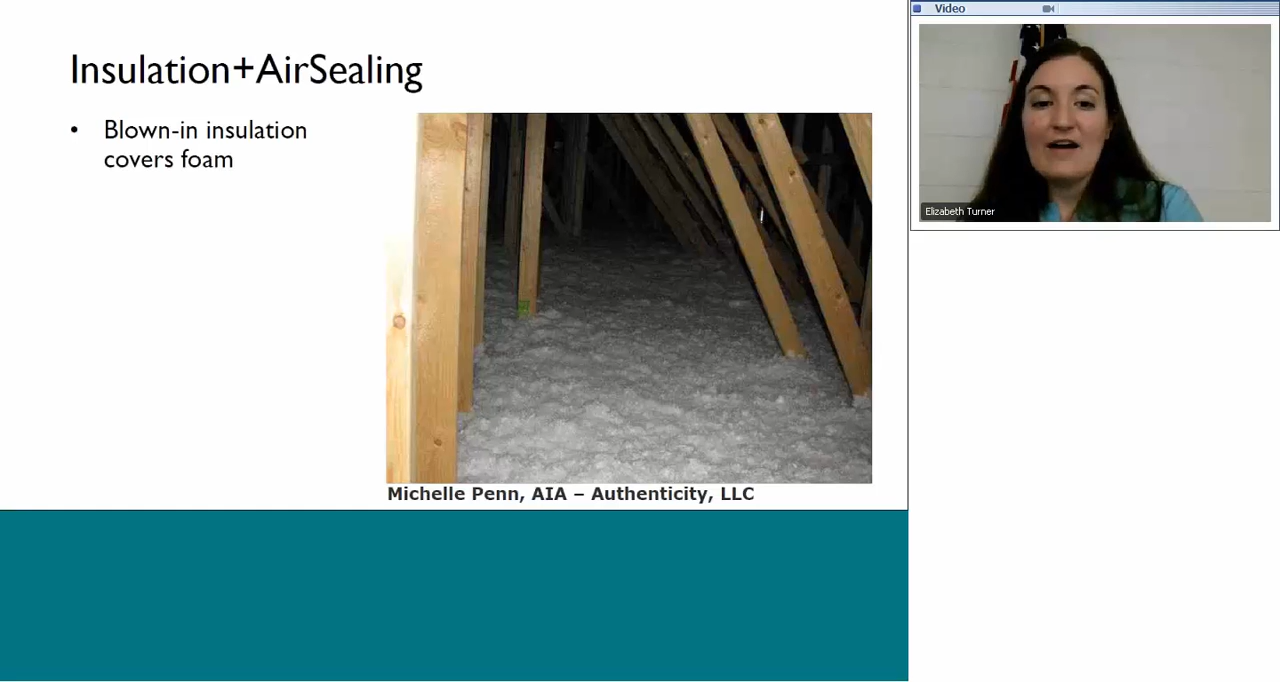 Insulation+AirSealing
• Blown-in insulation
covers foam
Michelle Penn, AIA – Authenticity, LLC
Video
Elizabeth Turner